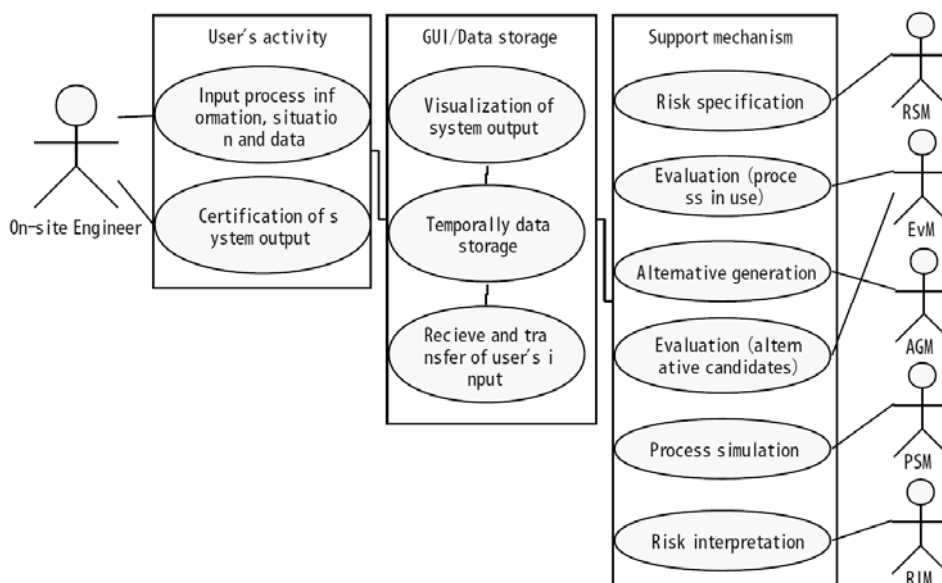 User's activity
Input process inf
ormation, situatio
n and data
Certification of s
ystem output
On-site Engineer
GUI/Data storage
Visualization of
system output
Temporally data
storage
Recieve and tra
nsfer of user's i
nput
Support mechanism
Risk specification
Evaluation (proce
ss in use)
Alternative generation
Evaluation (altern
ative candidates)
Process simulation
Risk interpretation
RSM
EvM
AGM
PSM
RIM